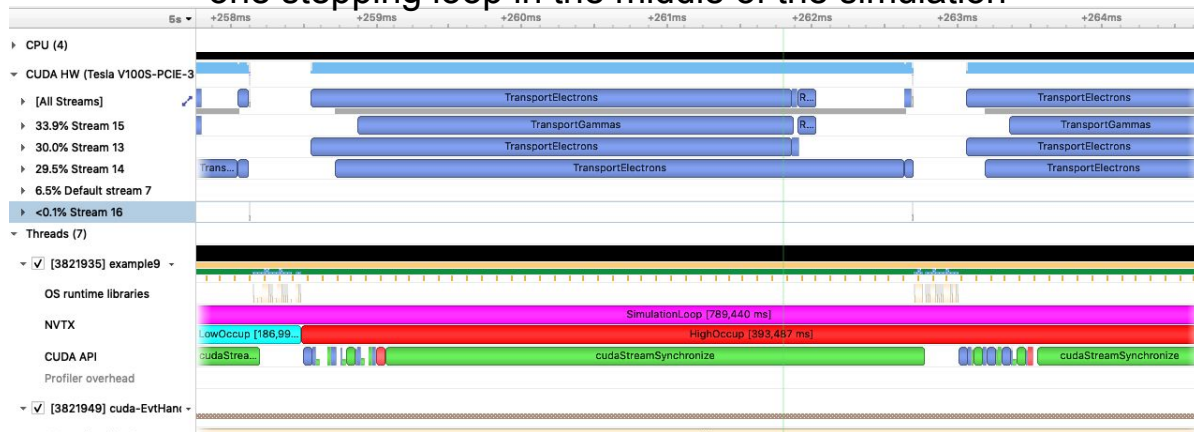 one stepping loop in the middle of the simulation
5s +258ms +259ms +260ms +261ms +262ms +263ms +264ms
CPU (4)
CUDA HW (Tesla V100S-PCIE-3
[All Streams] TransportElectrons R... TransportElectrons
33.9% Stream 15 TransportGammas R... TransportGammas
30.0% Stream 13 TransportElectrons TransportElectrons
29.5% Stream 14 Trans... TransportElectrons TransportElectrons
6.5% Default stream 7
<0.1% Stream 16
Threads (7)
[3821935] example9
OS runtime libraries
SimulationLoop [789,440 ms]
NVTX
LowOccup [186,99... HighOccup [393,487 ms]
CUDA API cudaStrea... cudaStreamSynchronize cudaStreamSynchronize
Profiler overhead
[3821949] cuda-EvtHan